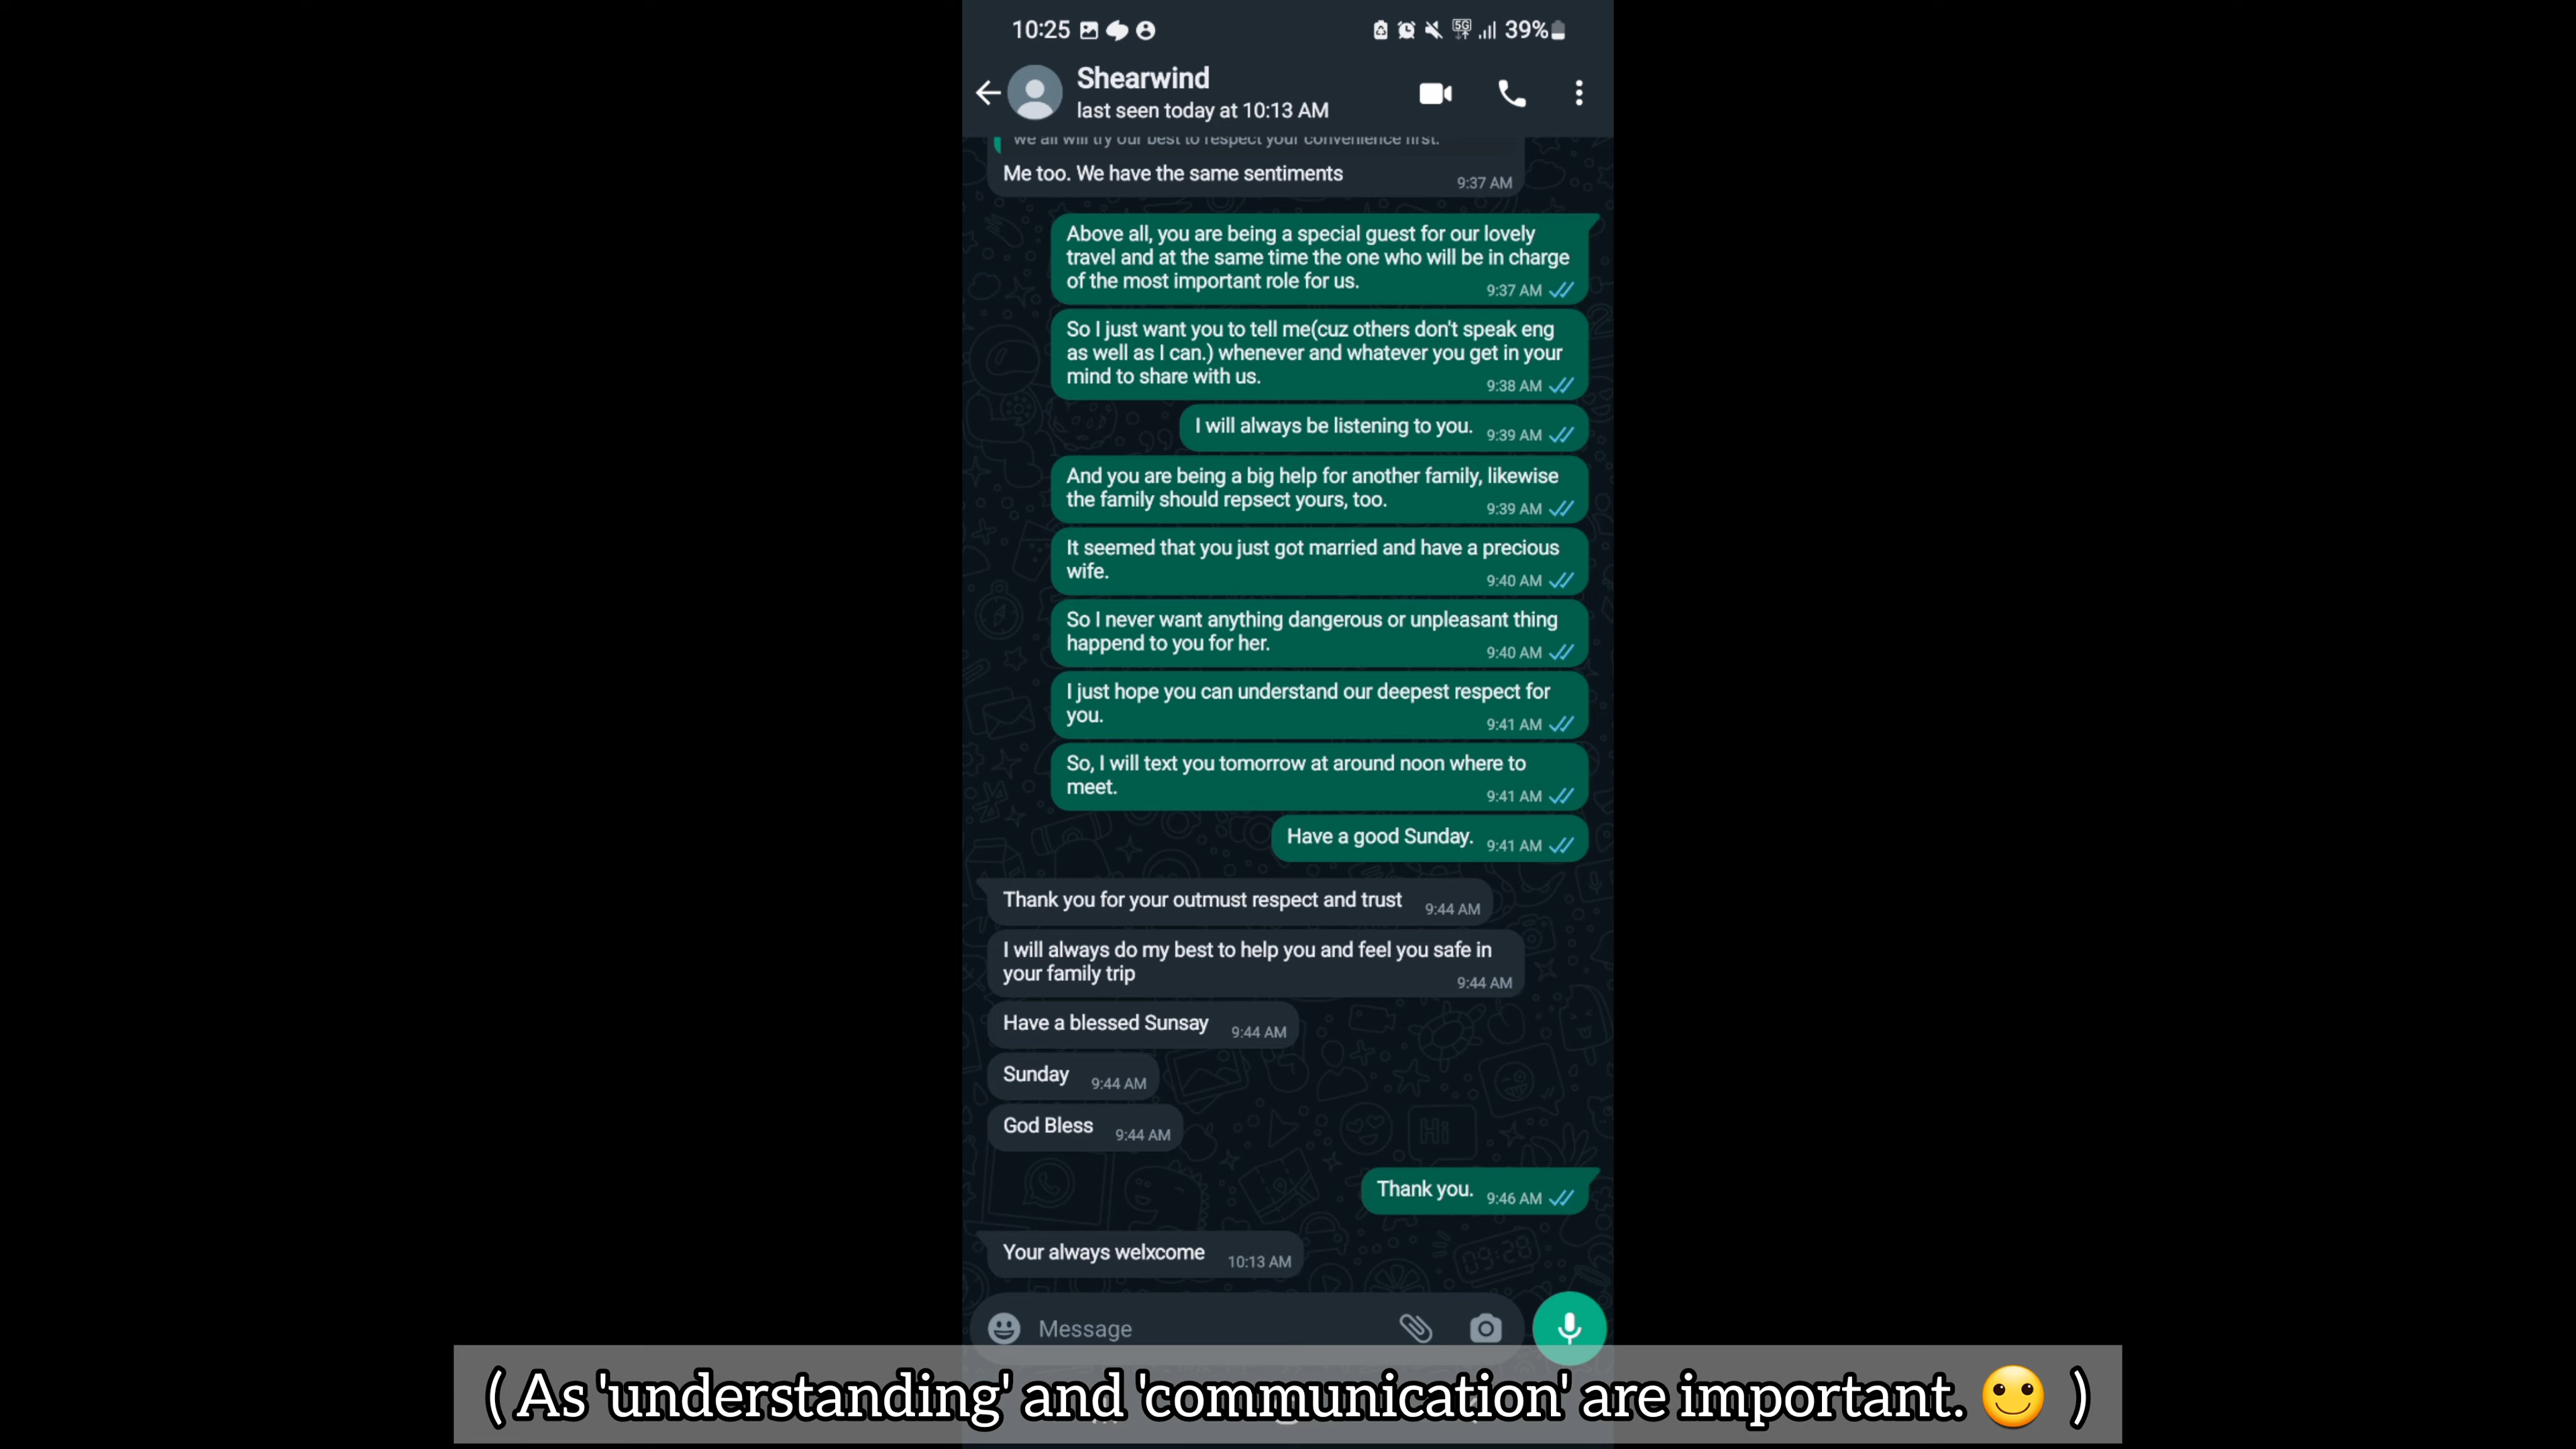 10:25
5G
39%
Shearwind
last seen today at 10:13 AM
we all will try our best to respect your convenience first.
Me too. We have the same sentiments
9:37 AM
Above all, you are being a special guest for our lovely
travel and at the same time the one who will be in charge
of the most important role for us.
9:37 AM
So I just want you to tell me(cuz others don't speak eng
as well as I can.) whenever and whatever you get in your
mind to share with us.
9:38 AM
I will always be listening to you.
9:39 AM
And you are being a big help for another family, likewise
the family should repsect yours, too.
9:39 AM
It seemed that you just got married and have a precious
wife.
9:40 AM
So I never want anything dangerous or unpleasant thing
happend to you for her.
9:40 AM
I just hope you can understand our deepest respect for
you.
9:41 AM
So, I will text you tomorrow at around noon where to
meet.
9:41 AM
Have a good Sunday.
9:41 AM
Thank you for your outmust respect and trust
9:44 AM
I will always do my best to help you and feel you safe in
your family trip
9:44 AM
Have a blessed Sunsay
9:44 AM
Sunday
9:44 AM
God Bless
9:44 AM
Thank you.
9:46 AM
Your always welxcome
10:13 AM
Message
( As 'understanding' and 'communication' are important. 🙂 )